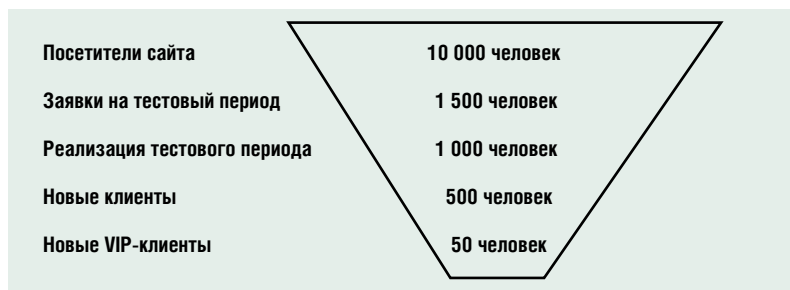 Посетители сайта 10 000 человек
Заявки на тестовый период 1 500 человек
Реализация тестового периода 1 000 человек
Новые клиенты 500 человек
Новые VIP-клиенты 50 человек